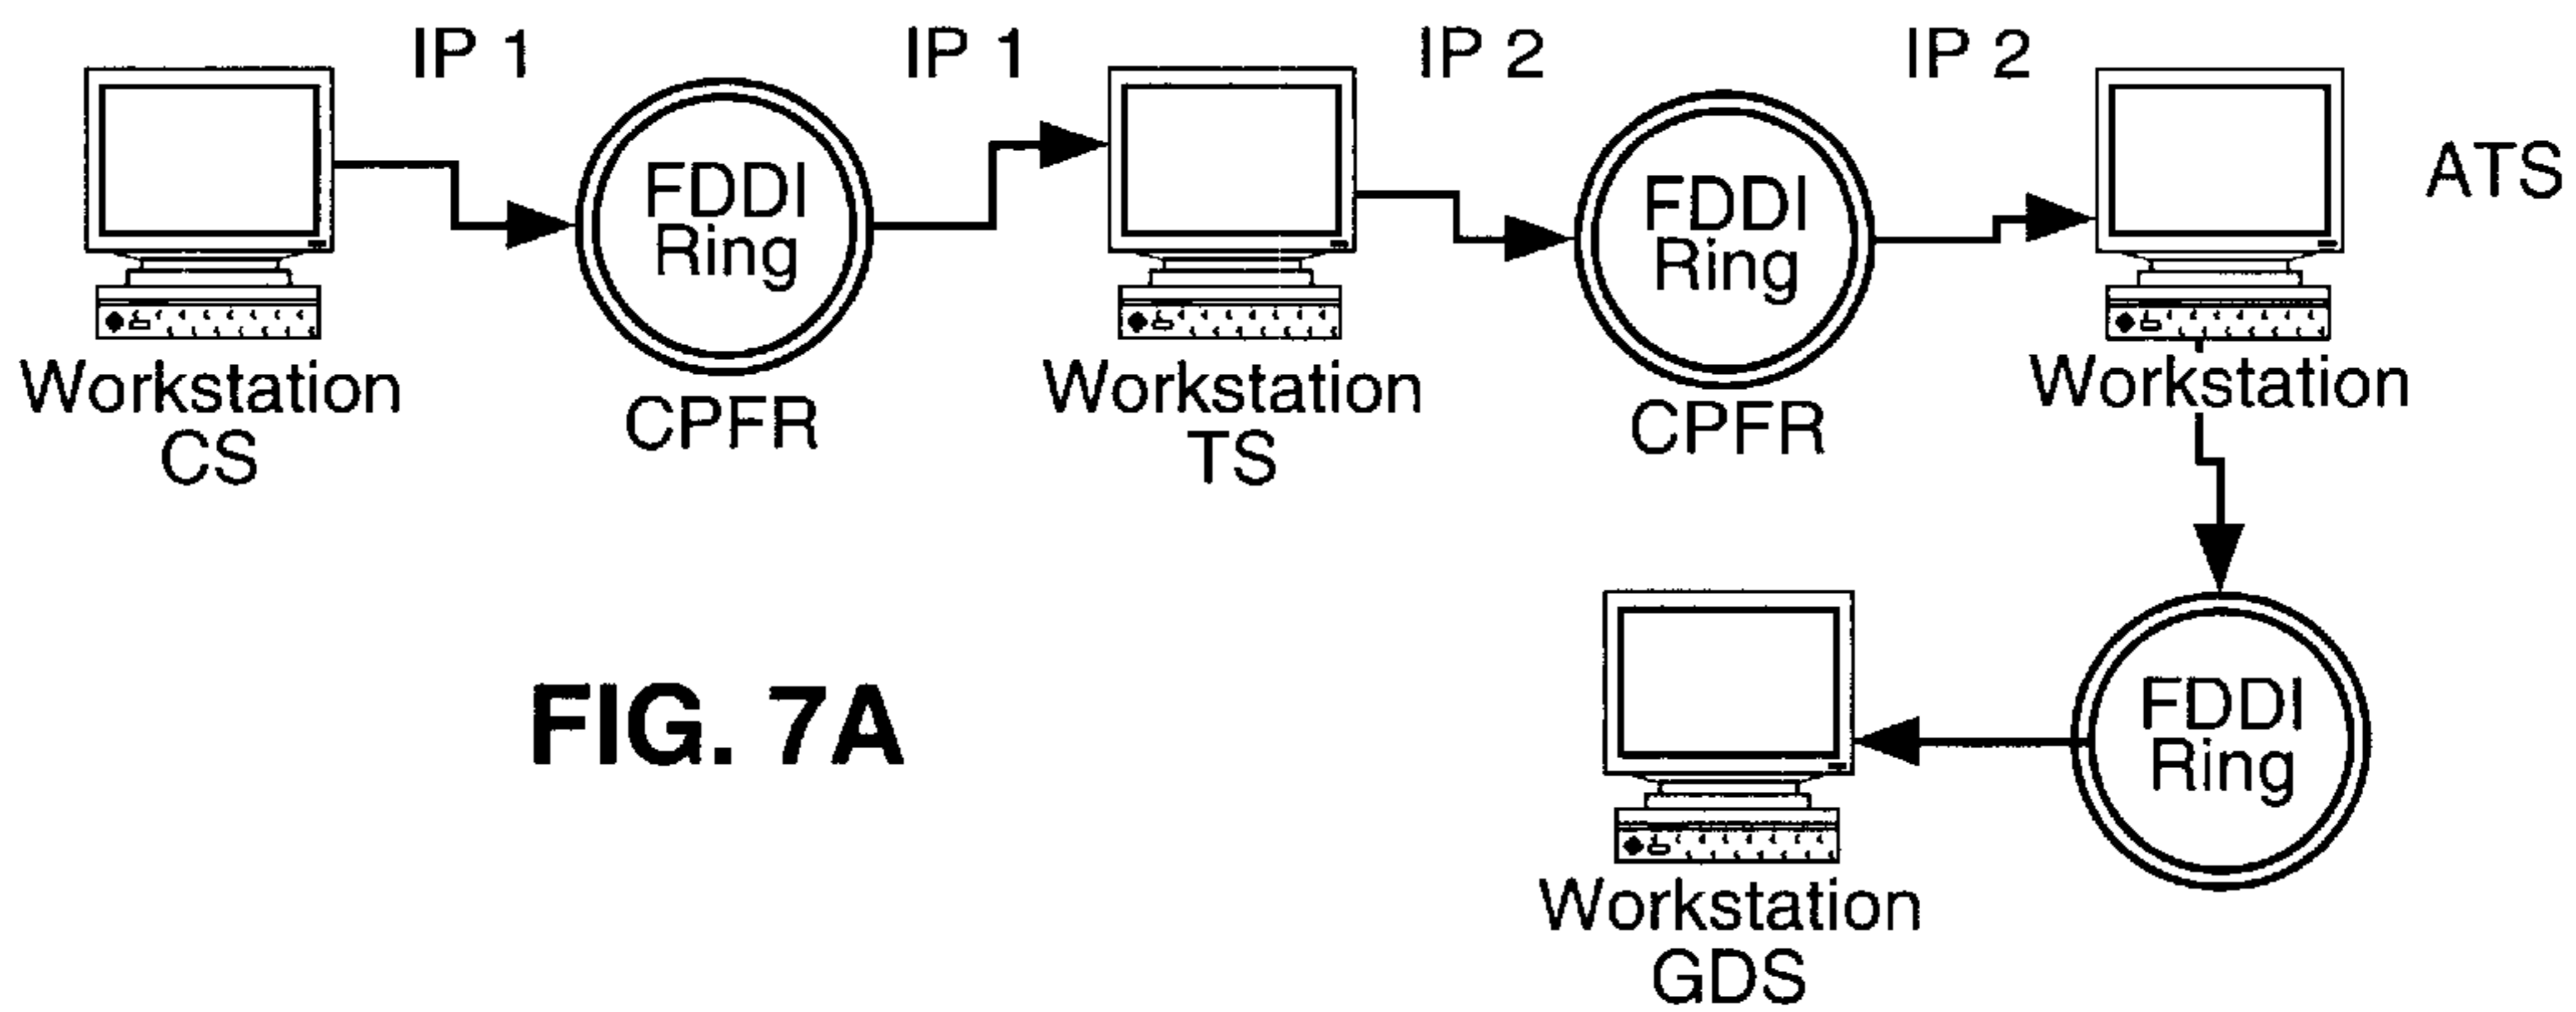 IP 1
IP 1
IP 2
IP 2
FDDI
Ring
FDDI
Ring
ATS
Workstation
CS
CPFR
Workstation
TS
CPFR
Workstation
FDDI
Ring
FIG. 7A
Workstation
GDS